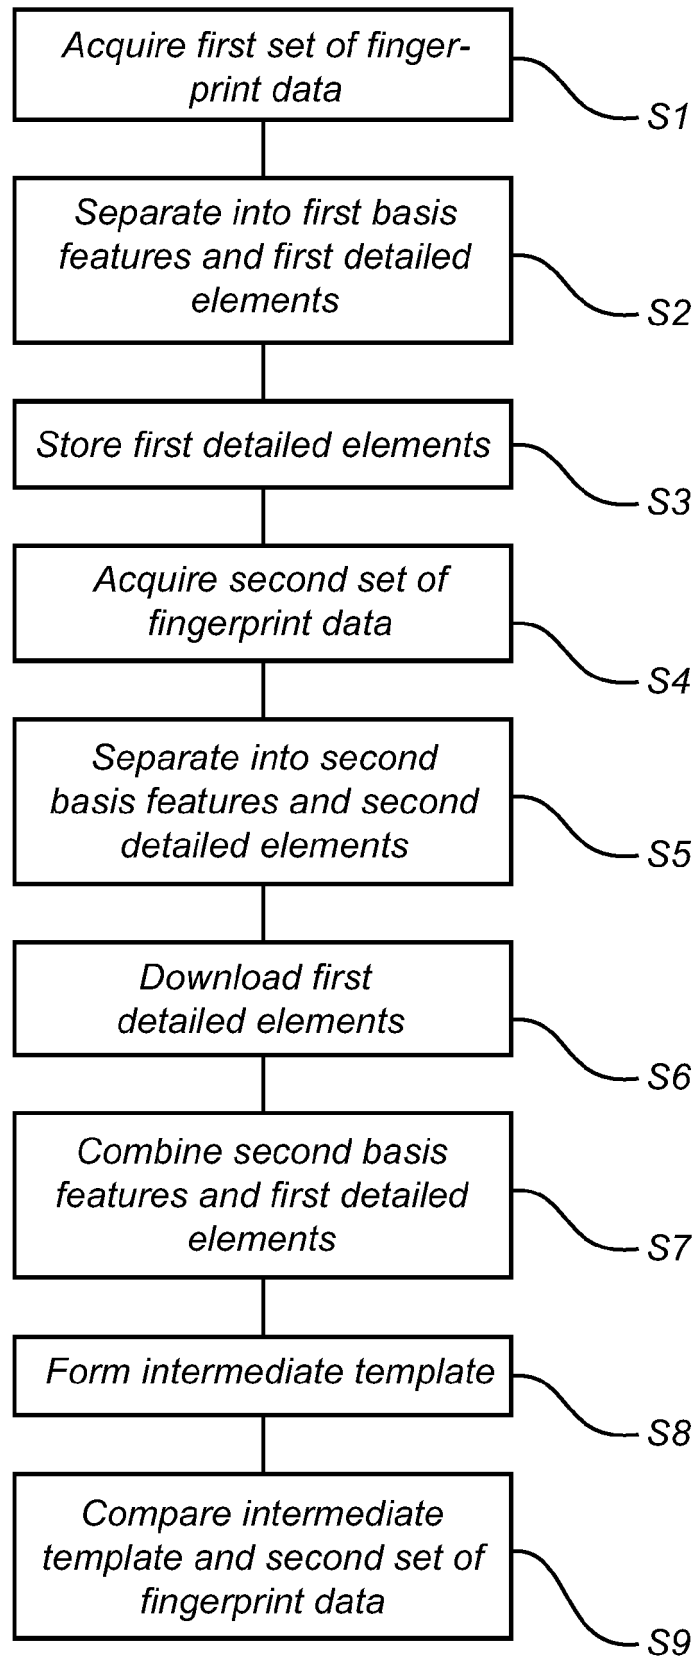 Acquire first set of finger-
print data
S1
Separate into first basis
features and first detailed
elements
S2
Store first detailed elements
S3
Acquire second set of
fingerprint data
S4
Separate into second
basis features and second
detailed elements
S5
Download first
detailed elements
S6
Combine second basis
features and first detailed
elements
S7
Form intermediate template
S8
Compare intermediate
template and second set of
fingerprint data
S9